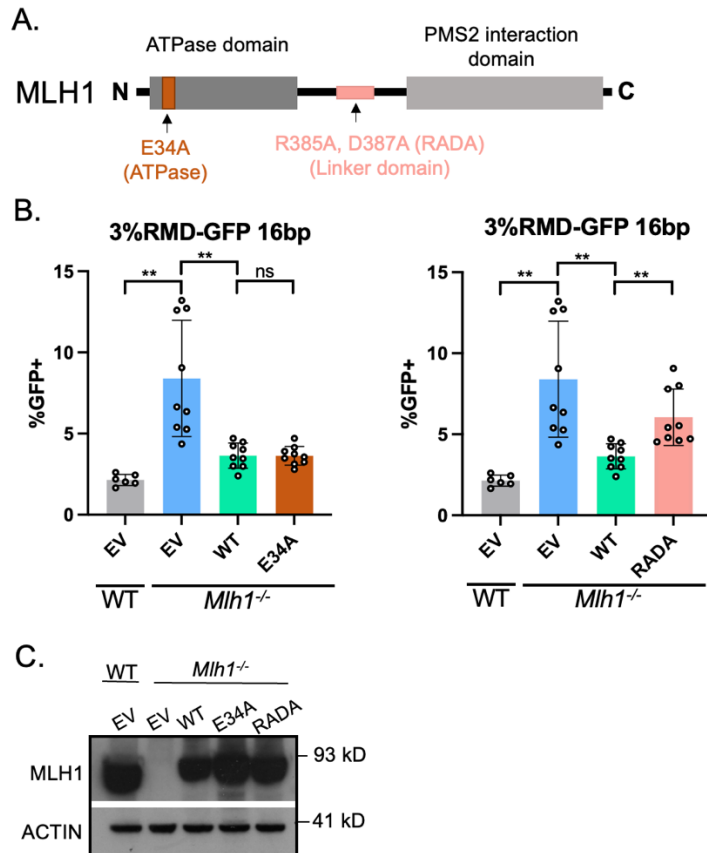 A.
ATPase domain
PMS2 interaction
domain
MLH1 N C
E34A
(ATPase)
R385A, D387A (RADA)
(Linker domain)
B.
3%RMD-GFP 16bp
** ** ns
15
10
5
0
%GFP+
EV EV WT E34A
WT Mlh1-/-
3%RMD-GFP 16bp
** ** **
15
10
5
0
%GFP+
EV EV WT RADA
WT Mlh1-/-
C.
WT Mlh1-/-
EV EV WT E34A RADA
MLH1 93 kD
ACTIN 41 kD